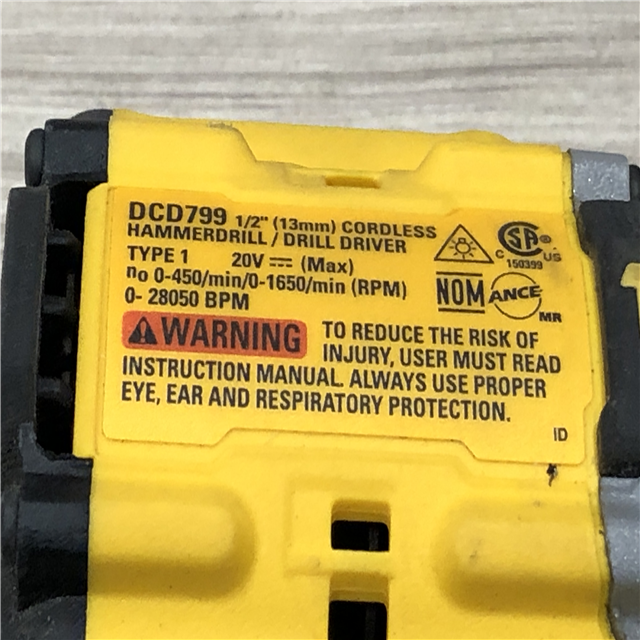 DCD799 1/2" (13mm) CORDLESS
HAMMERDRILL / DRILL DRIVER
TYPE 1 20V ⎓ (Max)
no 0-450/min/0-1650/min (RPM)
0- 28050 BPM
SA ®
C US
150399
NOM ANCE
MR
WARNING
TO REDUCE THE RISK OF
INJURY, USER MUST READ
INSTRUCTION MANUAL. ALWAYS USE PROPER
EYE, EAR AND RESPIRATORY PROTECTION.
ID